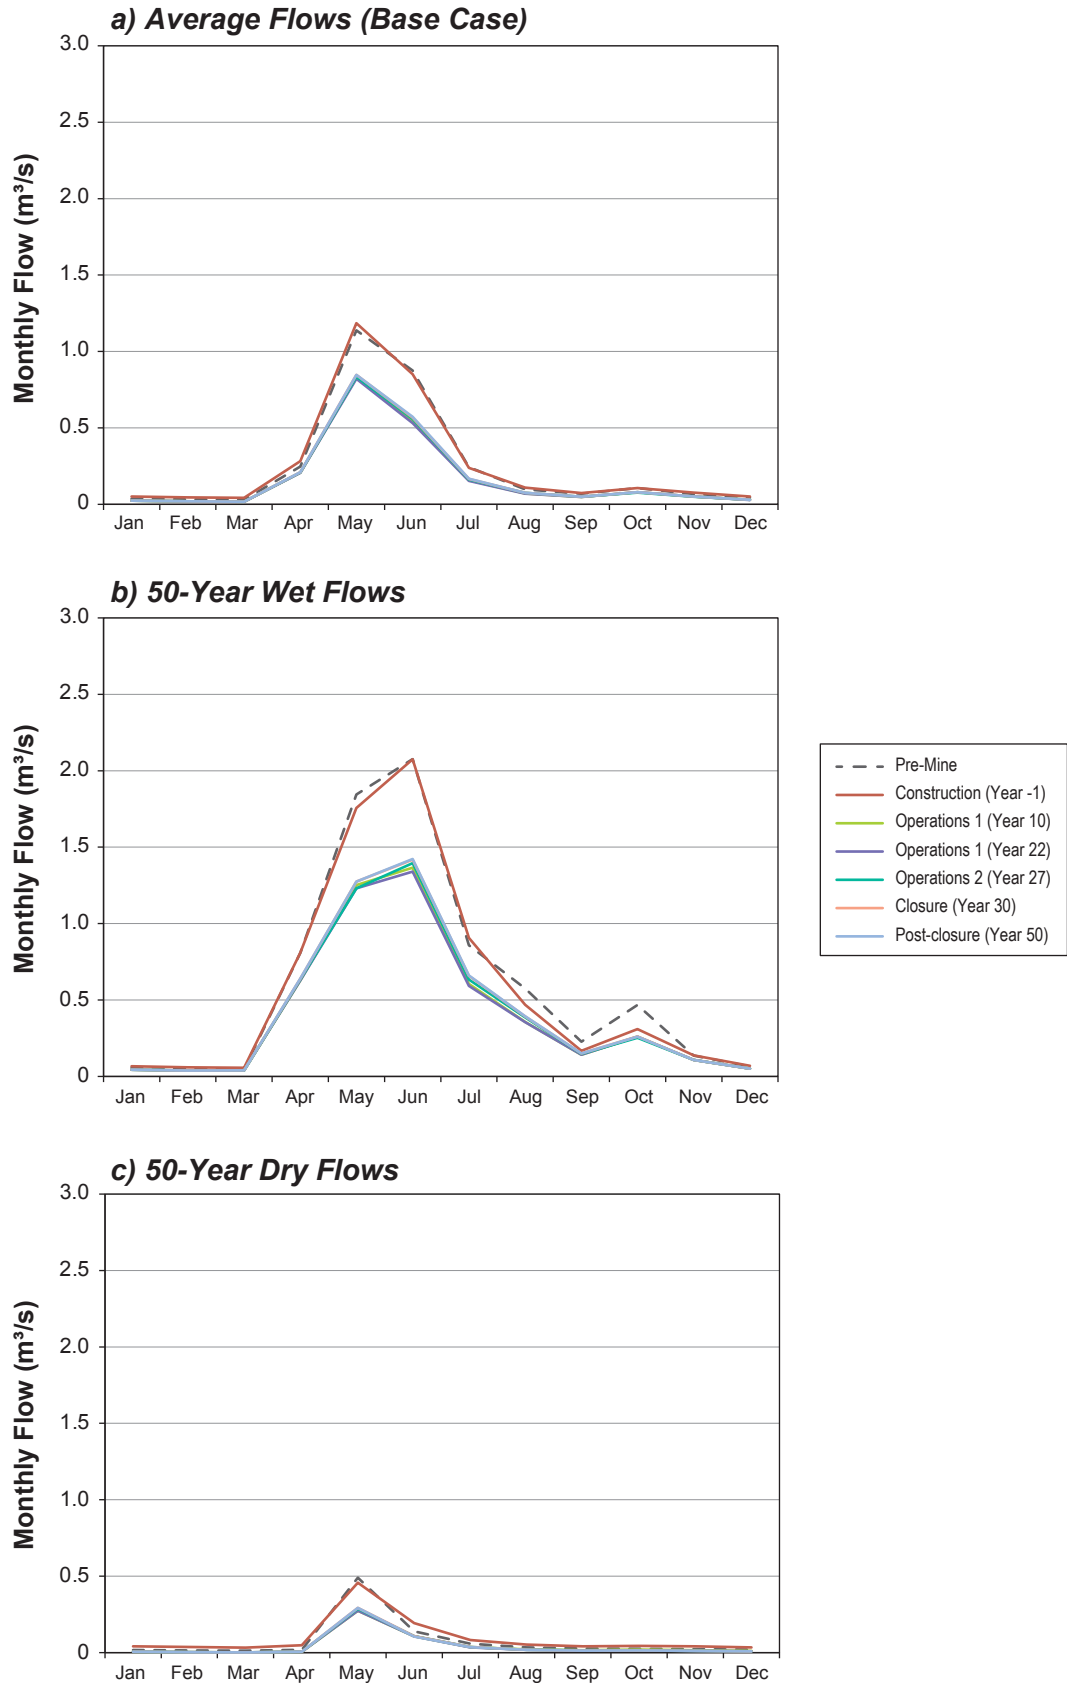 a) Average Flows (Base Case)
Monthly Flow (m³/s)
3.0
2.5
2.0
1.5
1.0
0.5
0
Jan Feb Mar Apr May Jun Jul Aug Sep Oct Nov Dec
b) 50-Year Wet Flows
Monthly Flow (m³/s)
3.0
2.5
2.0
1.5
1.0
0.5
0
Jan Feb Mar Apr May Jun Jul Aug Sep Oct Nov Dec
Pre-Mine
Construction (Year -1)
Operations 1 (Year 10)
Operations 1 (Year 22)
Operations 2 (Year 27)
Closure (Year 30)
Post-closure (Year 50)
c) 50-Year Dry Flows
Monthly Flow (m³/s)
3.0
2.5
2.0
1.5
1.0
0.5
0
Jan Feb Mar Apr May Jun Jul Aug Sep Oct Nov Dec